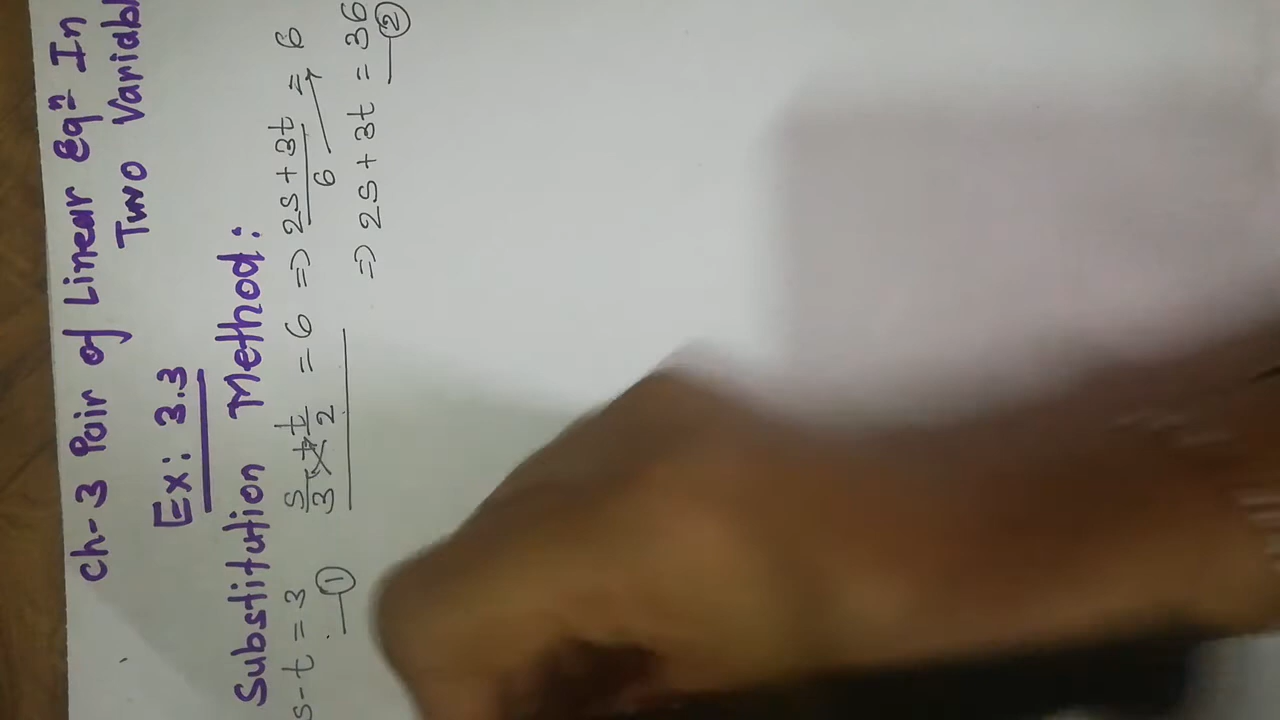 Ch-3 Pair of Linear Eqⁿ In
Two Variabl
Ex: 3.3
Substitution Method:
s - t = 3 s/3 + t/2 = 6 => 2s + 3t/6 = 6
—① => 2s + 3t = 36
—②